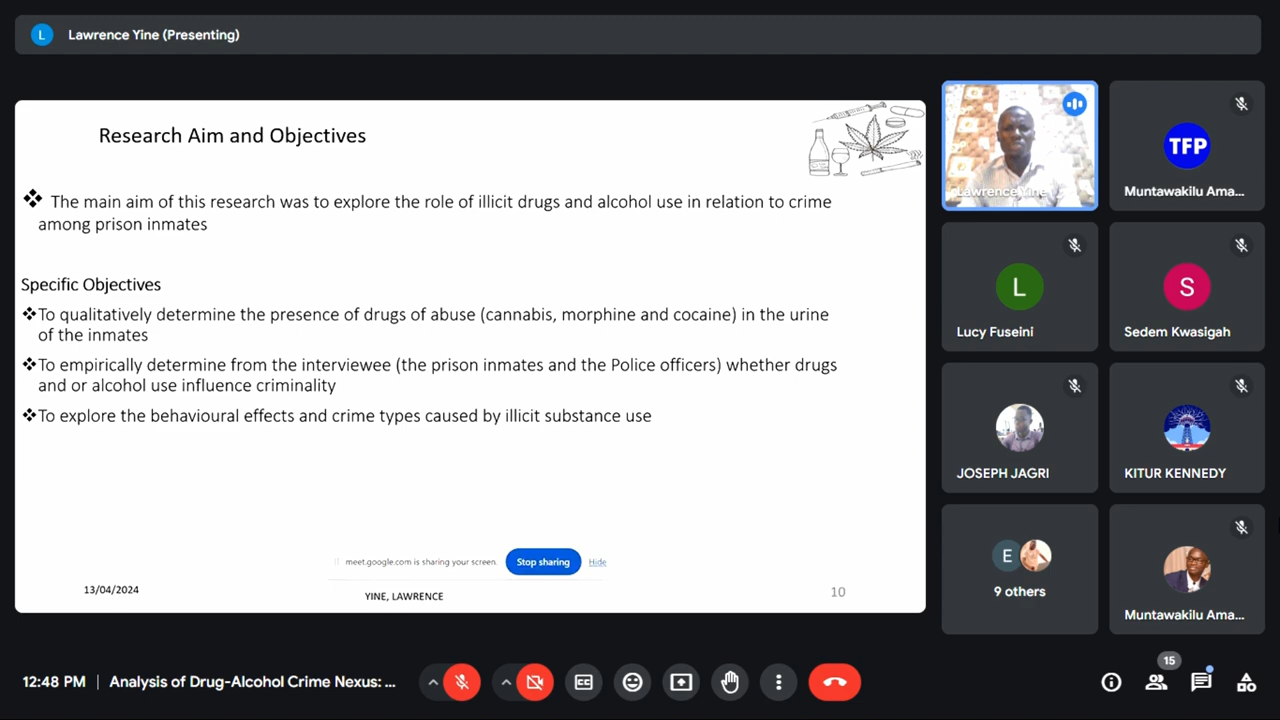 L Lawrence Yine (Presenting)
Research Aim and Objectives
The main aim of this research was to explore the role of illicit drugs and alcohol use in relation to crime
among prison inmates
Specific Objectives
To qualitatively determine the presence of drugs of abuse (cannabis, morphine and cocaine) in the urine
of the inmates
To empirically determine from the interviewee (the prison inmates and the Police officers) whether drugs
and or alcohol use influence criminality
To explore the behavioural effects and crime types caused by illicit substance use
meet.google.com is sharing your screen. Stop sharing Hide
13/04/2024
YINE, LAWRENCE
10
Lawrence Yine
TFP
Muntawakilu Ama...
L
Lucy Fuseini
S
Sedem Kwasigah
JOSEPH JAGRI
KITUR KENNEDY
E
9 others
Muntawakilu Ama...
12:48 PM | Analysis of Drug-Alcohol Crime Nexus: ...
15